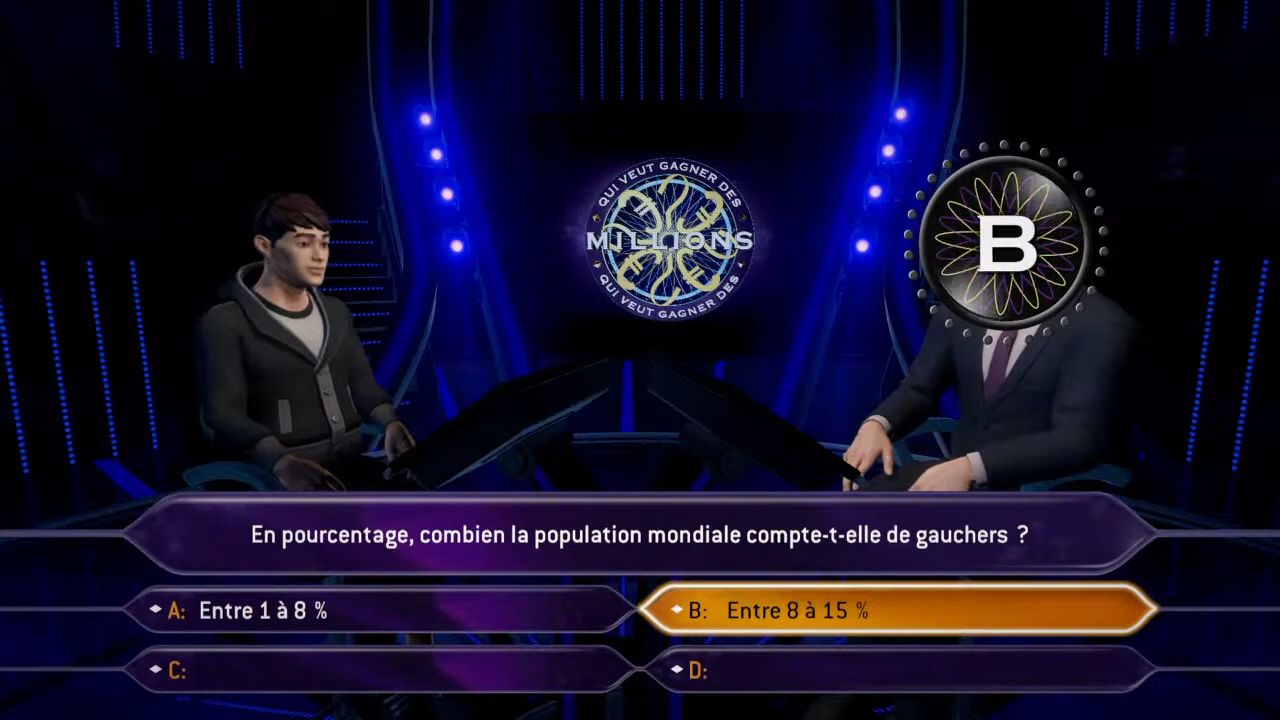 QUI VEUT GAGNER DES
MILLIONS
QUI VEUT GAGNER DES
B
En pourcentage, combien la population mondiale compte-t-elle de gauchers ?
A: Entre 1 à 8 %
B: Entre 8 à 15 %
C:
D: